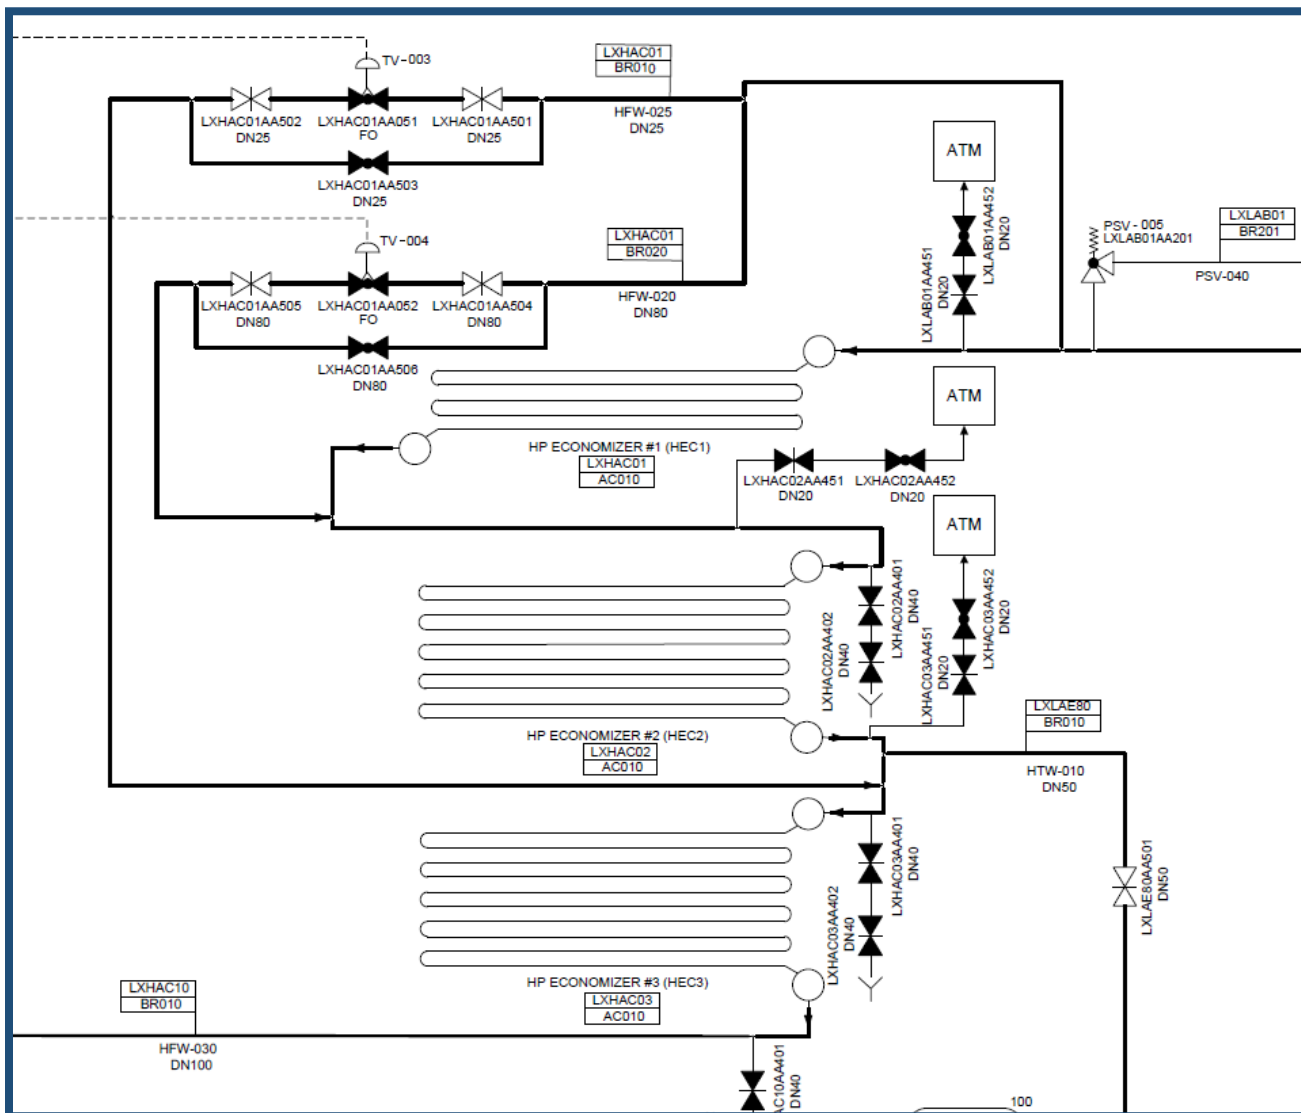 TV-003
LXHAC01
BR010
LXHAC01AA502
DN25
LXHAC01AA051
FO
LXHAC01AA501
DN25
HFW-025
DN25
LXHAC01AA503
DN25
ATM
LXLAB01AA452
DN20
LXLAB01AA451
DN20
PSV-005
LXLAB01AA201
LXLAB01
BR201
PSV-040
TV-004
LXHAC01
BR020
LXHAC01AA505
DN80
LXHAC01AA052
FO
LXHAC01AA504
DN80
HFW-020
DN80
LXHAC01AA506
DN80
ATM
HP ECONOMIZER #1 (HEC1)
LXHAC01
AC010
LXHAC02AA451
DN20
LXHAC02AA452
DN20
ATM
LXHAC02AA401
DN40
LXHAC02AA402
DN40
LXHAC03AA452
DN20
LXHAC03AA451
DN20
HP ECONOMIZER #2 (HEC2)
LXHAC02
AC010
LXLAE80
BR010
HTW-010
DN50
LXHAC03AA401
DN40
LXHAC03AA402
DN40
LXLAE80AA501
DN50
HP ECONOMIZER #3 (HEC3)
LXHAC03
AC010
LXHAC10
BR010
HFW-030
DN100
AC10AA401
DN40
100